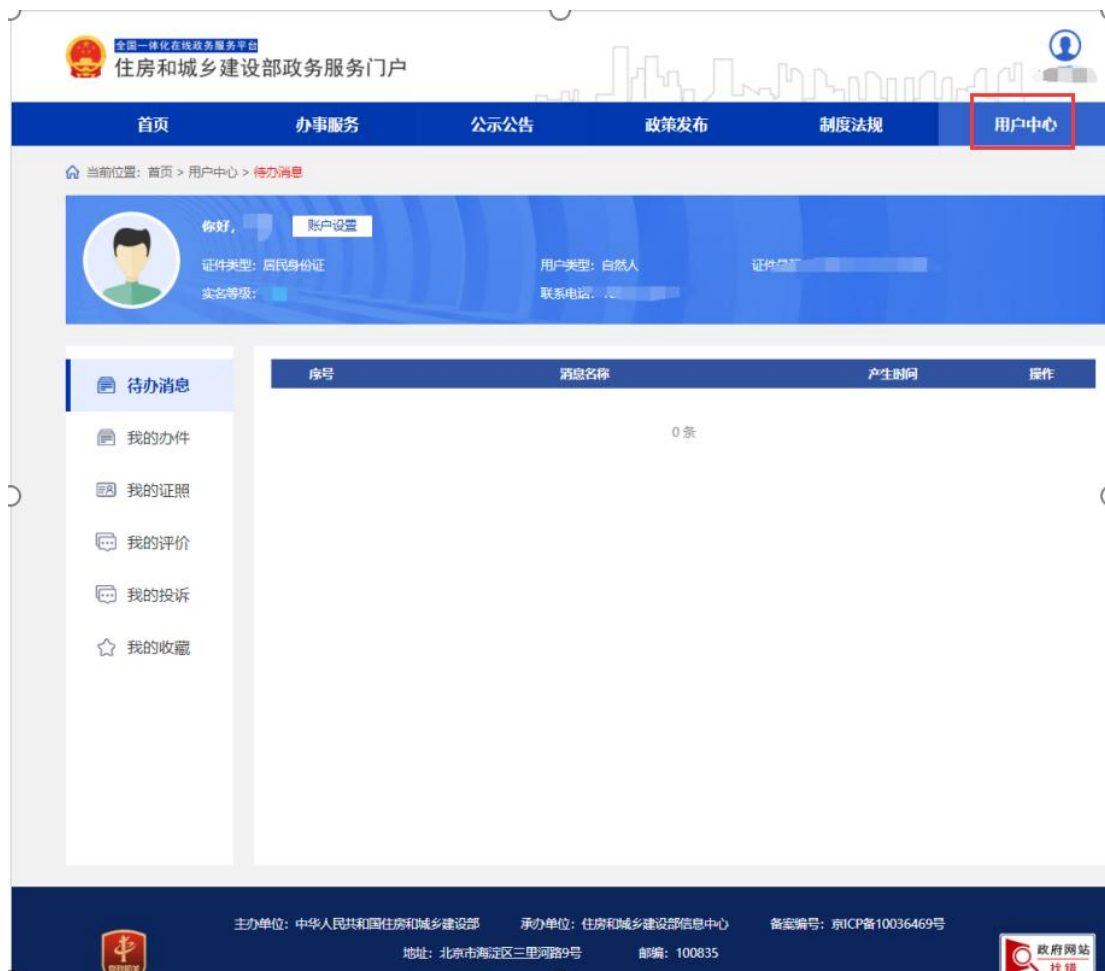 全国一体化在线政务服务平台
住房和城乡建设部政务服务门户
首页 办事服务 公示公告 政策发布 制度法规 用户中心
当前位置：首页 > 用户中心 > 待办消息
你好， 账户设置
证件类型：居民身份证 用户类型：自然人 证件
实名等级： 联系电话：
待办消息
我的办件
我的证照
我的评价
我的投诉
我的收藏
序号 消息名称 产生时间 操作
0 条
主办单位：中华人民共和国住房和城乡建设部 承办单位：住房和城乡建设部信息中心 备案编号：京ICP备10036469号
地址：北京市海淀区三里河路9号 邮编：100835
政府网站
找错